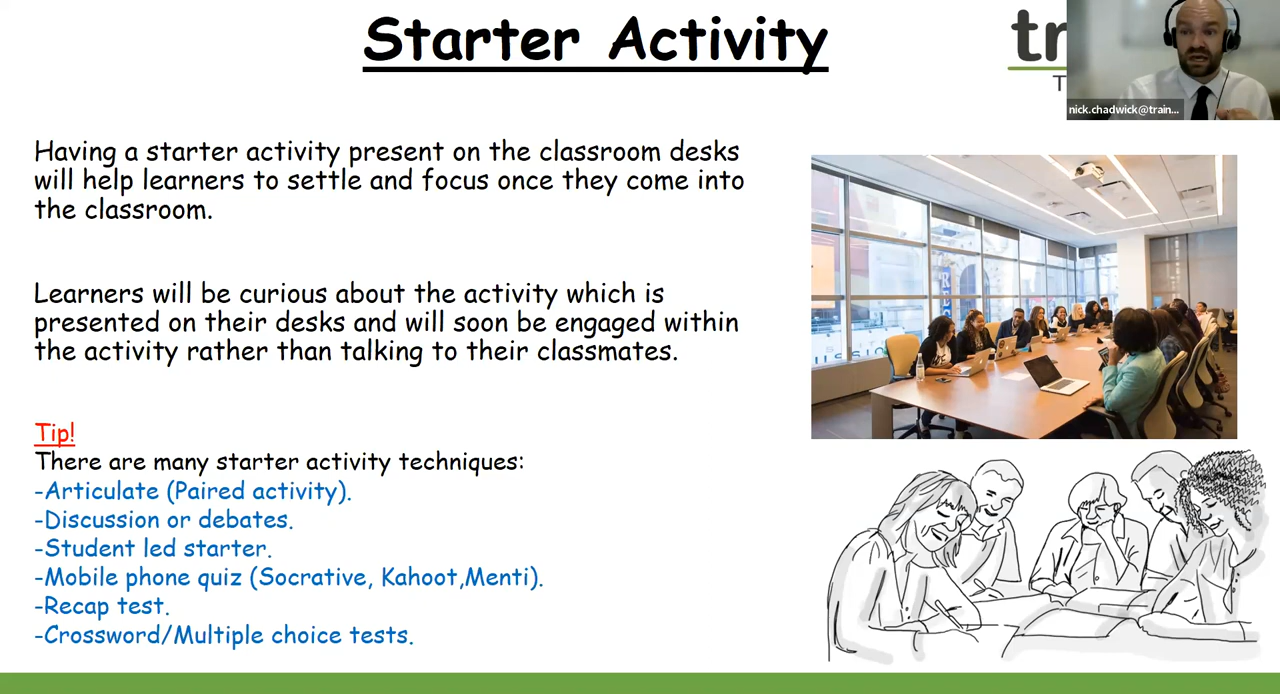 Starter Activity
tr
T
nick.chadwick@train...
Having a starter activity present on the classroom desks
will help learners to settle and focus once they come into
the classroom.
Learners will be curious about the activity which is
presented on their desks and will soon be engaged within
the activity rather than talking to their classmates.
Tip!
There are many starter activity techniques:
-Articulate (Paired activity).
-Discussion or debates.
-Student led starter.
-Mobile phone quiz (Socrative, Kahoot,Menti).
-Recap test.
-Crossword/Multiple choice tests.